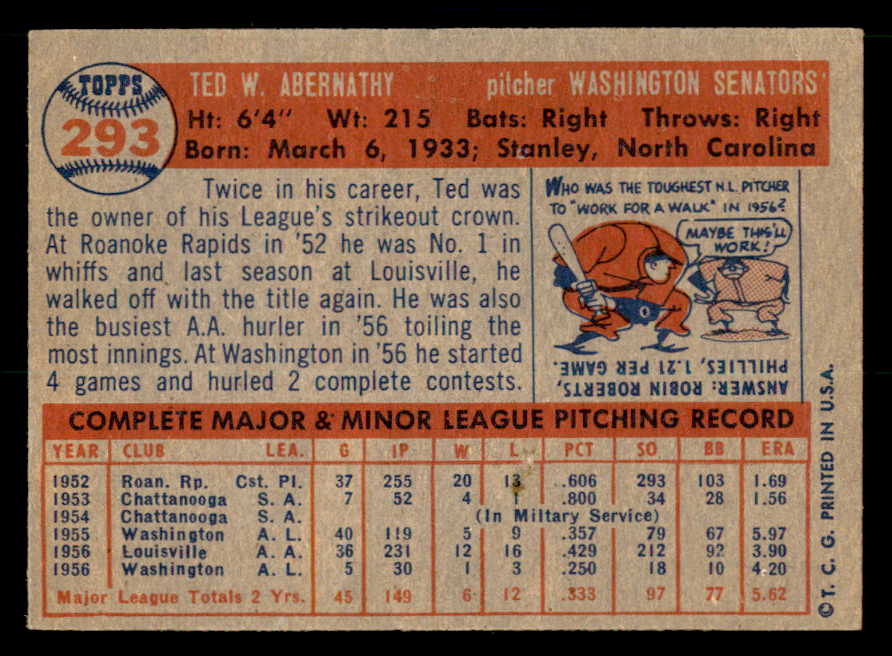 TOPPS
293
TED W. ABERNATHY pitcher WASHINGTON SENATORS
Ht: 6'4" Wt: 215 Bats: Right Throws: Right
Born: March 6, 1933; Stanley, North Carolina
Twice in his career, Ted was
the owner of his League's strikeout crown.
At Roanoke Rapids in '52 he was No. 1 in
whiffs and last season at Louisville, he
walked off with the title again. He was also
the busiest A.A. hurler in '56 toiling the
most innings. At Washington in '56 he started
4 games and hurled 2 complete contests.
WHO WAS THE TOUGHEST N.L. PITCHER
TO "WORK FOR A WALK" IN 1956?
MAYBE THIS'LL
WORK!
ANSWER: ROBIN ROBERTS,
PHILLIES, 1.21 PER GAME.
COMPLETE MAJOR & MINOR LEAGUE PITCHING RECORD
YEAR CLUB LEA. G IP W L PCT SO BB ERA
1952 Roan. Rp. Cst. Pl. 37 255 20 13 .606 293 103 1.69
1953 Chattanooga S. A. 7 52 4 1 .800 34 28 1.56
1954 Chattanooga S. A. (In Military Service)
1955 Washington A. L. 40 119 5 9 .357 79 67 5.97
1956 Louisville A. A. 36 231 12 16 .429 212 92 3.90
1956 Washington A. L. 5 30 1 3 .250 18 10 4.20
Major League Totals 2 Yrs. 45 149 6 12 .333 97 77 5.62
© T. C. G. PRINTED IN U.S.A.